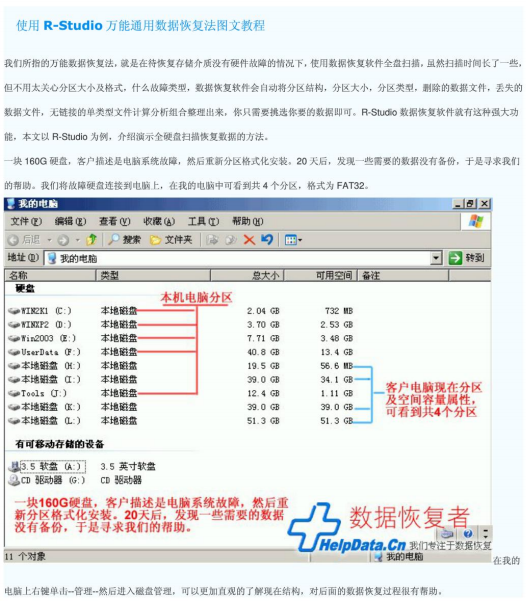 使用 R-Studio 万能通用数据恢复法图文教程
我们所指的万能数据恢复法，就是在待恢复存储介质没有硬件故障的情况下，使用数据恢复软件全盘扫描，虽然扫描时间长了一些，
但不用太关心分区大小及格式，什么故障类型，数据恢复软件会自动将分区结构，分区大小，分区类型，删除的数据文件，丢失的
数据文件，无链接的单类型文件计算分析组合整理出来，你只需要挑选你要的数据即可。R-Studio 数据恢复软件就有这种强大功
能，本文以 R-Studio 为例，介绍演示全硬盘扫描恢复数据的方法。
一块 160G 硬盘，客户描述是电脑系统故障，然后重新分区格式化安装。20 天后，发现一些需要的数据没有备份，于是寻求我们
的帮助。我们将故障硬盘连接到电脑上，在我的电脑中可看到共 4 个分区，格式为 FAT32。
我的电脑
文件(F) 编辑(E) 查看(V) 收藏(A) 工具(T) 帮助(H)
后退 搜索 文件夹
地址(D) 我的电脑 转到
名称 类型 总大小 可用空间 备注
硬盘
本机电脑分区
WIN2K1 (C:) 本地磁盘 2.04 GB 732 MB
WINXP2 (D:) 本地磁盘 3.70 GB 2.53 GB
Win2003 (E:) 本地磁盘 7.71 GB 3.48 GB
UserData (F:) 本地磁盘 40.8 GB 13.4 GB
本地磁盘 (H:) 本地磁盘 19.5 GB 56.6 MB
本地磁盘 (I:) 本地磁盘 39.0 GB 34.1 GB
Tools (J:) 本地磁盘 12.4 GB 1.11 GB
本地磁盘 (K:) 本地磁盘 39.0 GB 39.0 GB
本地磁盘 (L:) 本地磁盘 51.3 GB 51.3 GB
客户电脑现在分区
及空间容量属性，
可看到共4个分区
有可移动存储的设备
3.5 软盘 (A:) 3.5 英寸软盘
CD 驱动器 (G:) CD 驱动器
一块160G硬盘，客户描述是电脑系统故障，然后重
新分区格式化安装。20天后，发现一些需要的数据
没有备份，于是寻求我们的帮助。
数据恢复者
HelpData.Cn 我们专注于数据恢复
11 个对象 我的电脑
在我的
电脑上右键单击--管理--然后进入磁盘管理，可以更加直观的了解现在结构，对后面的数据恢复过程很有帮助。